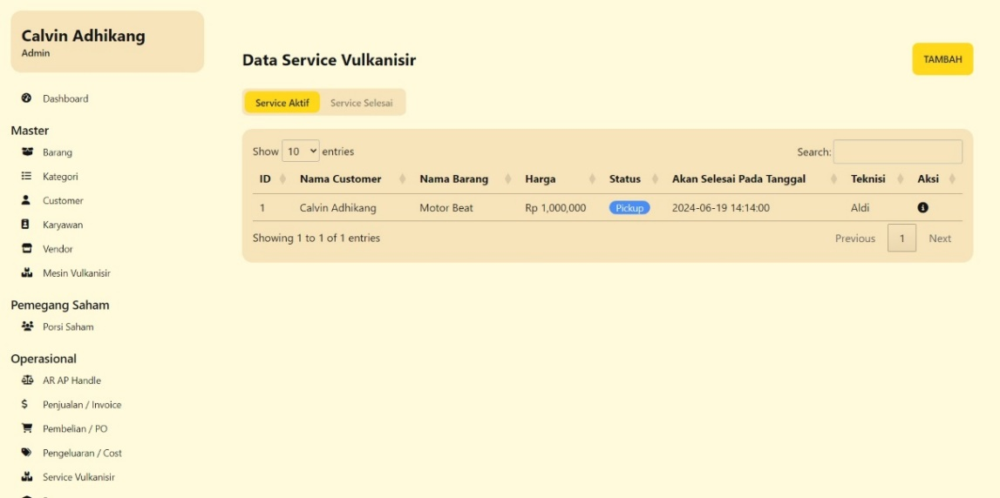 Calvin Adhikang
Admin
Dashboard
Master
Barang
Kategori
Customer
Karyawan
Vendor
Mesin Vulkanisir
Pemegang Saham
Porsi Saham
Operasional
AR AP Handle
Penjualan / Invoice
Pembelian / PO
Pengeluaran / Cost
Service Vulkanisir
Data Service Vulkanisir
TAMBAH
Service Aktif Service Selesai
Show 10 entries Search:
ID Nama Customer Nama Barang Harga Status Akan Selesai Pada Tanggal Teknisi Aksi
1 Calvin Adhikang Motor Beat Rp 1,000,000 Pickup 2024-06-19 14:14:00 Aldi
Showing 1 to 1 of 1 entries Previous 1 Next